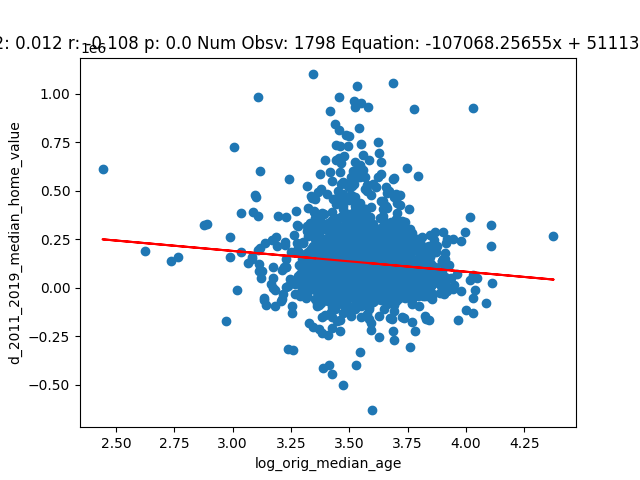 2: 0.012 r: -0.108 p: 0.0 Num Obsv: 1798 Equation: -107068.25655x + 51113
1e6
1.00
0.75
0.50
0.25
0.00
−0.25
−0.50
d_2011_2019_median_home_value
2.50 2.75 3.00 3.25 3.50 3.75 4.00 4.25
log_orig_median_age